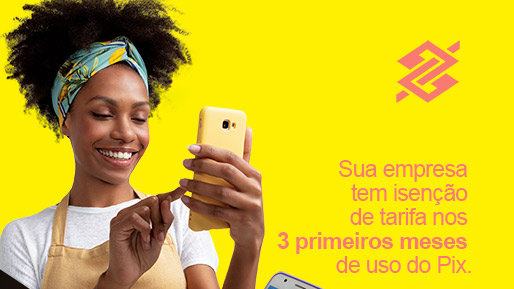 Sua empresa
tem isenção
de tarifa nos
3 primeiros meses
de uso do Pix.